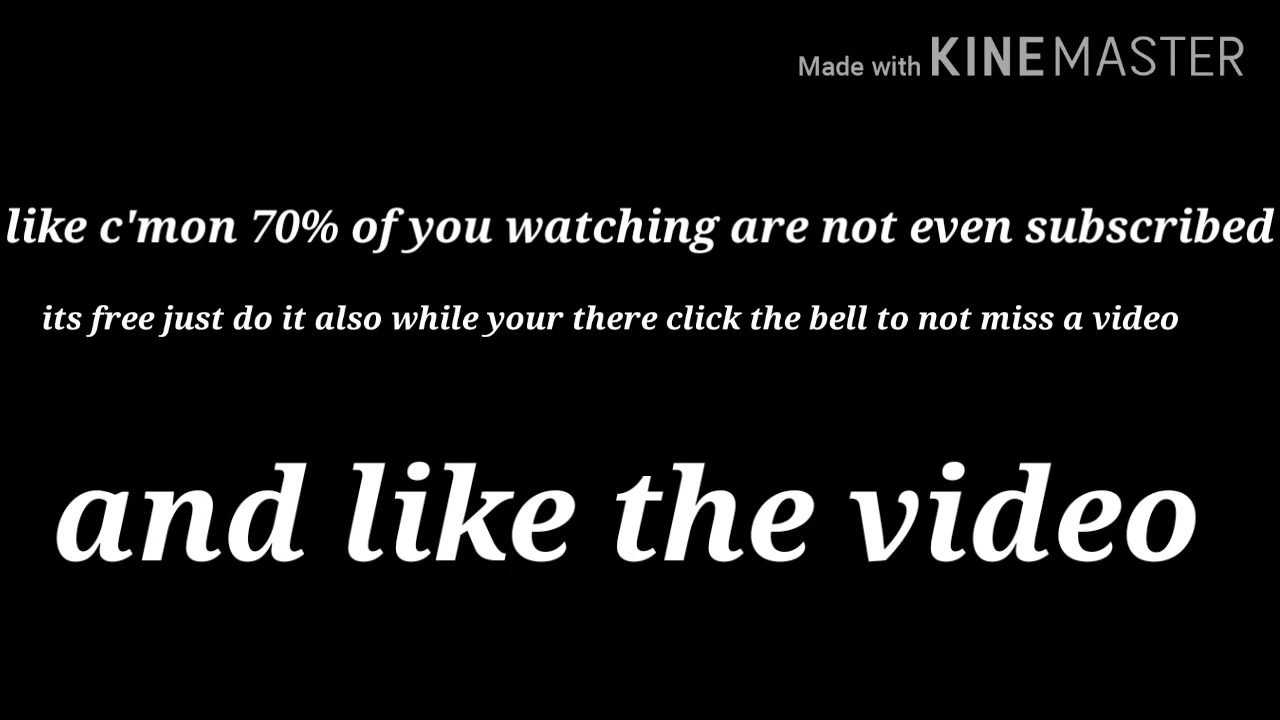 Made with KINEMASTER
like c'mon 70% of you watching are not even subscribed
its free just do it also while your there click the bell to not miss a video
and like the video